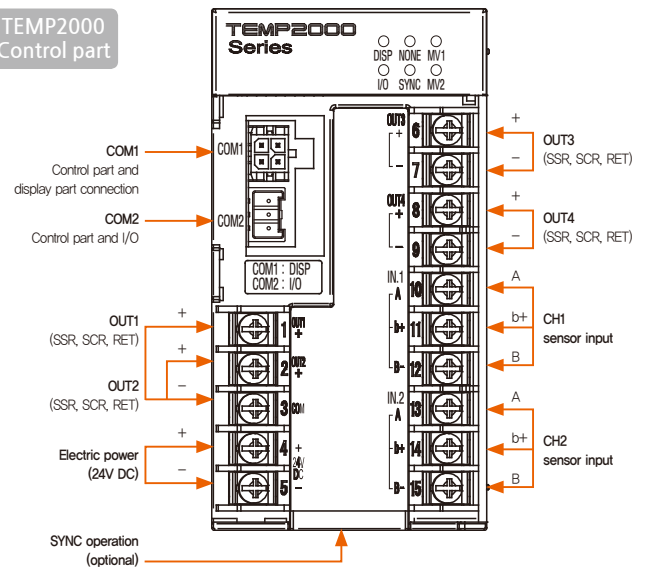 TEMP2000
Control part
TEMP2000
Series
DISP NONE MV1
I/O SYNC MV2
COM1
Control part and
display part connection
COM2
Control part and I/O
COM1
COM2
COM1 : DISP
COM2 : I/O
OUT1
(SSR, SCR, RET)
+
OUT2
(SSR, SCR, RET)
+
−
Electric power
(24V DC)
+
−
1 OUT1
+
2 OUT2
+
3 COM
4 +
24V
DC
5 −
OUT3
+ 6
− 7
OUT4
+ 8
− 9
IN.1
A 10
b+ 11
B- 12
IN.2
A 13
b+ 14
B- 15
+
−
OUT3
(SSR, SCR, RET)
+
−
OUT4
(SSR, SCR, RET)
A
b+
B
CH1
sensor input
A
b+
B
CH2
sensor input
SYNC operation
(optional)